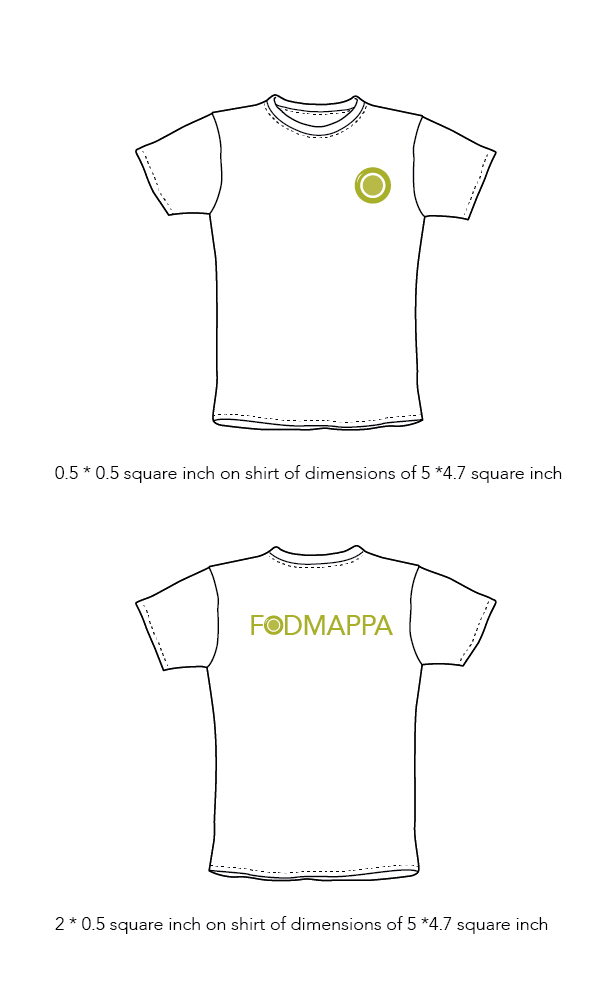 0.5 * 0.5 square inch on shirt of dimensions of 5 *4.7 square inch
FODMAPPA
2 * 0.5 square inch on shirt of dimensions of 5 *4.7 square inch